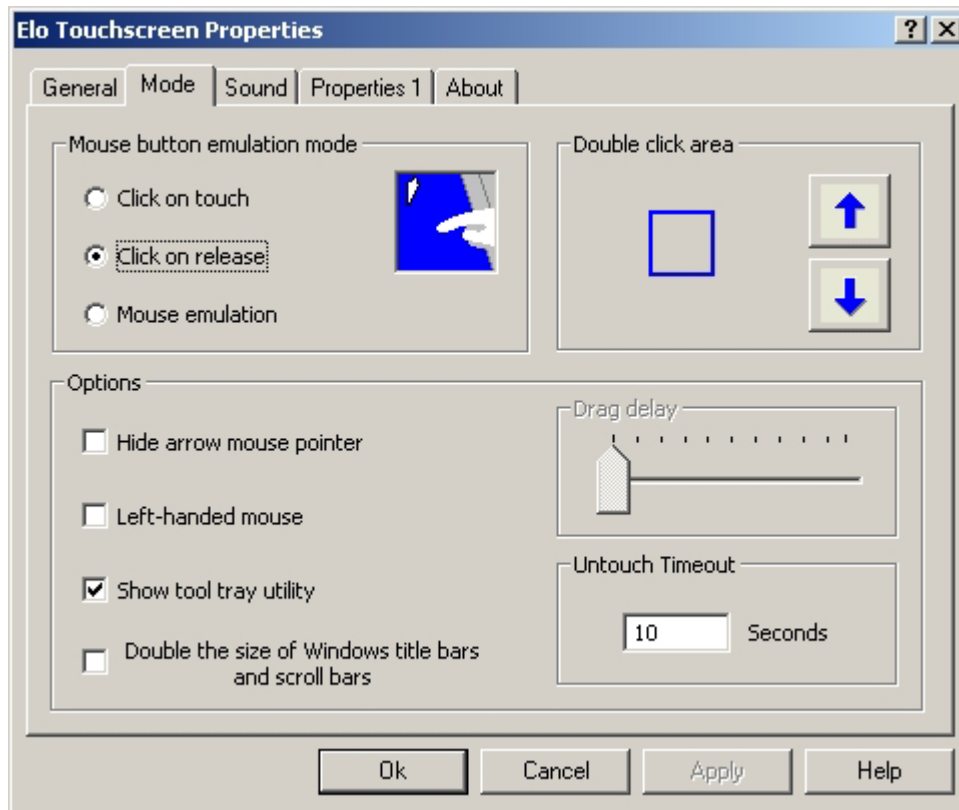 Elo Touchscreen Properties
General Mode Sound Properties 1 About
Mouse button emulation mode
Click on touch
Click on release
Mouse emulation
Double click area
Options
Hide arrow mouse pointer
Left-handed mouse
Show tool tray utility
Double the size of Windows title bars
and scroll bars
Drag delay
Untouch Timeout
10 Seconds
Ok Cancel Apply Help